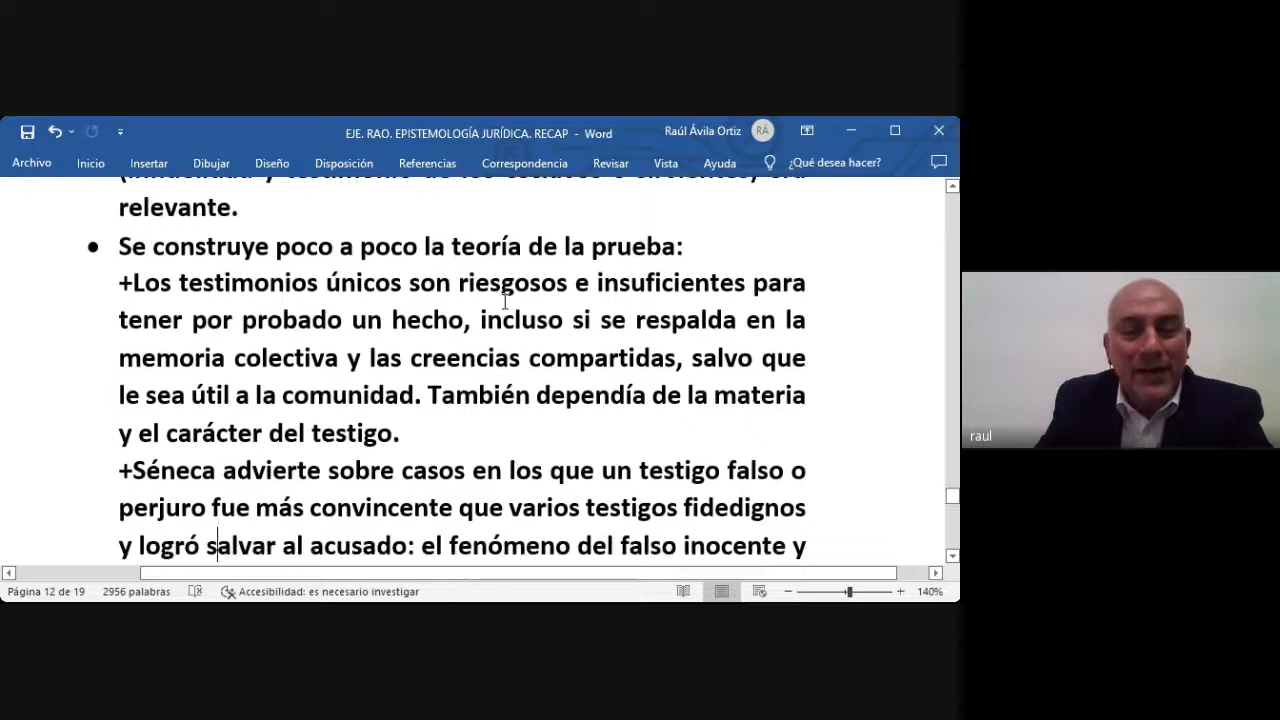 EJE. RAO. EPISTEMOLOGÍA JURÍDICA. RECAP - Word
Raúl Ávila Ortiz
RÁ
Archivo Inicio Insertar Dibujar Diseño Disposición Referencias Correspondencia Revisar Vista Ayuda ¿Qué desea hacer?
relevante.
• Se construye poco a poco la teoría de la prueba:
+Los testimonios únicos son riesgosos e insuficientes para
tener por probado un hecho, incluso si se respalda en la
memoria colectiva y las creencias compartidas, salvo que
le sea útil a la comunidad. También dependía de la materia
y el carácter del testigo.
+Séneca advierte sobre casos en los que un testigo falso o
perjuro fue más convincente que varios testigos fidedignos
y logró salvar al acusado: el fenómeno del falso inocente y
Página 12 de 19 2956 palabras Accesibilidad: es necesario investigar 140%
raul